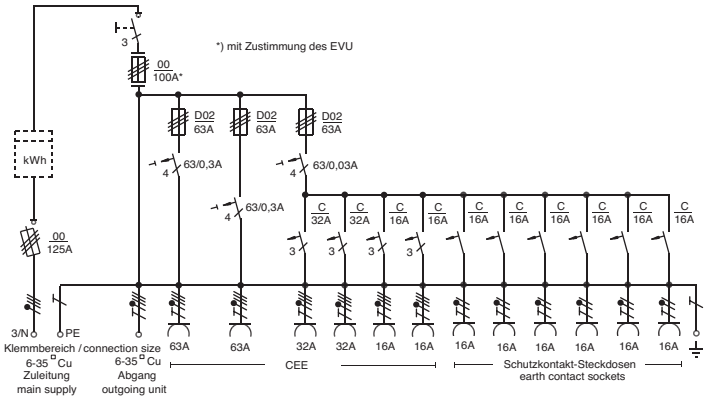 *) mit Zustimmung des EVU
3
00
100A*
D02
63A
D02
63A
D02
63A
kWh
4
63/0,3A
4
63/0,3A
4
63/0,03A
C
32A
C
32A
C
16A
C
16A
C
16A
C
16A
C
16A
C
16A
C
16A
C
16A
00
125A
3
3
3
3
3/N
PE
63A
63A
32A
32A
16A
16A
16A
16A
16A
16A
16A
16A
Klemmbereich / connection size
6-35 □ Cu
6-35 □ Cu
Zuleitung
main supply
Abgang
outgoing unit
CEE
Schutzkontakt-Steckdosen
earth contact sockets